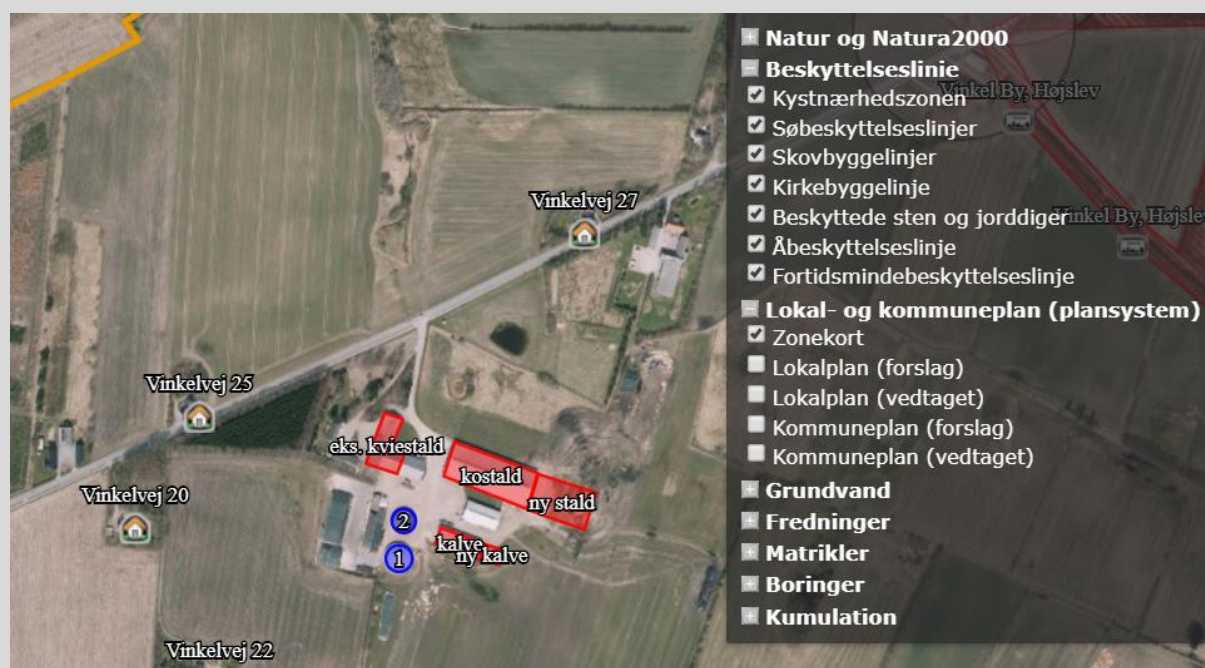 Vinkelvej 27
Vinkelvej 25
eks. kviestald
kostald
ny stald
Vinkelvej 20
2
kalve
ny kalve
1
Vinkelvej 22
Natur og Natura2000
Beskyttelseslinie
Kystnærhedszonen
Vinkel By, Højslev
Søbeskyttelseslinjer
Skovbyggelinjer
Kirkebyggelinje
Beskyttede sten og jorddiger
Vinkel By, Højslev
Åbeskyttelseslinje
Fortidsmindebeskyttelseslinje
Lokal- og kommuneplan (plansystem)
Zonekort
Lokalplan (forslag)
Lokalplan (vedtaget)
Kommuneplan (forslag)
Kommuneplan (vedtaget)
Grundvand
Fredninger
Matrikler
Boringer
Kumulation